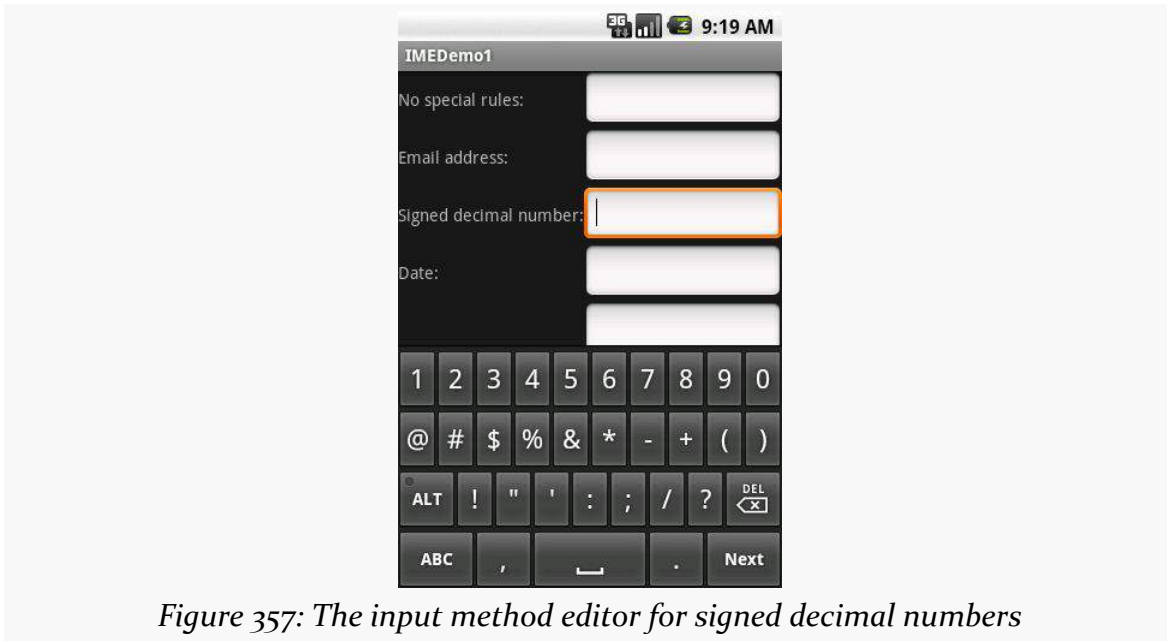 3G 9:19 AM
IMEDemo1
No special rules:
Email address:
Signed decimal number:
Date:
1 2 3 4 5 6 7 8 9 0
@ # $ % & * - + ( )
ALT ! " ' : ; / ? DEL
ABC , . Next
Figure 357: The input method editor for signed decimal numbers